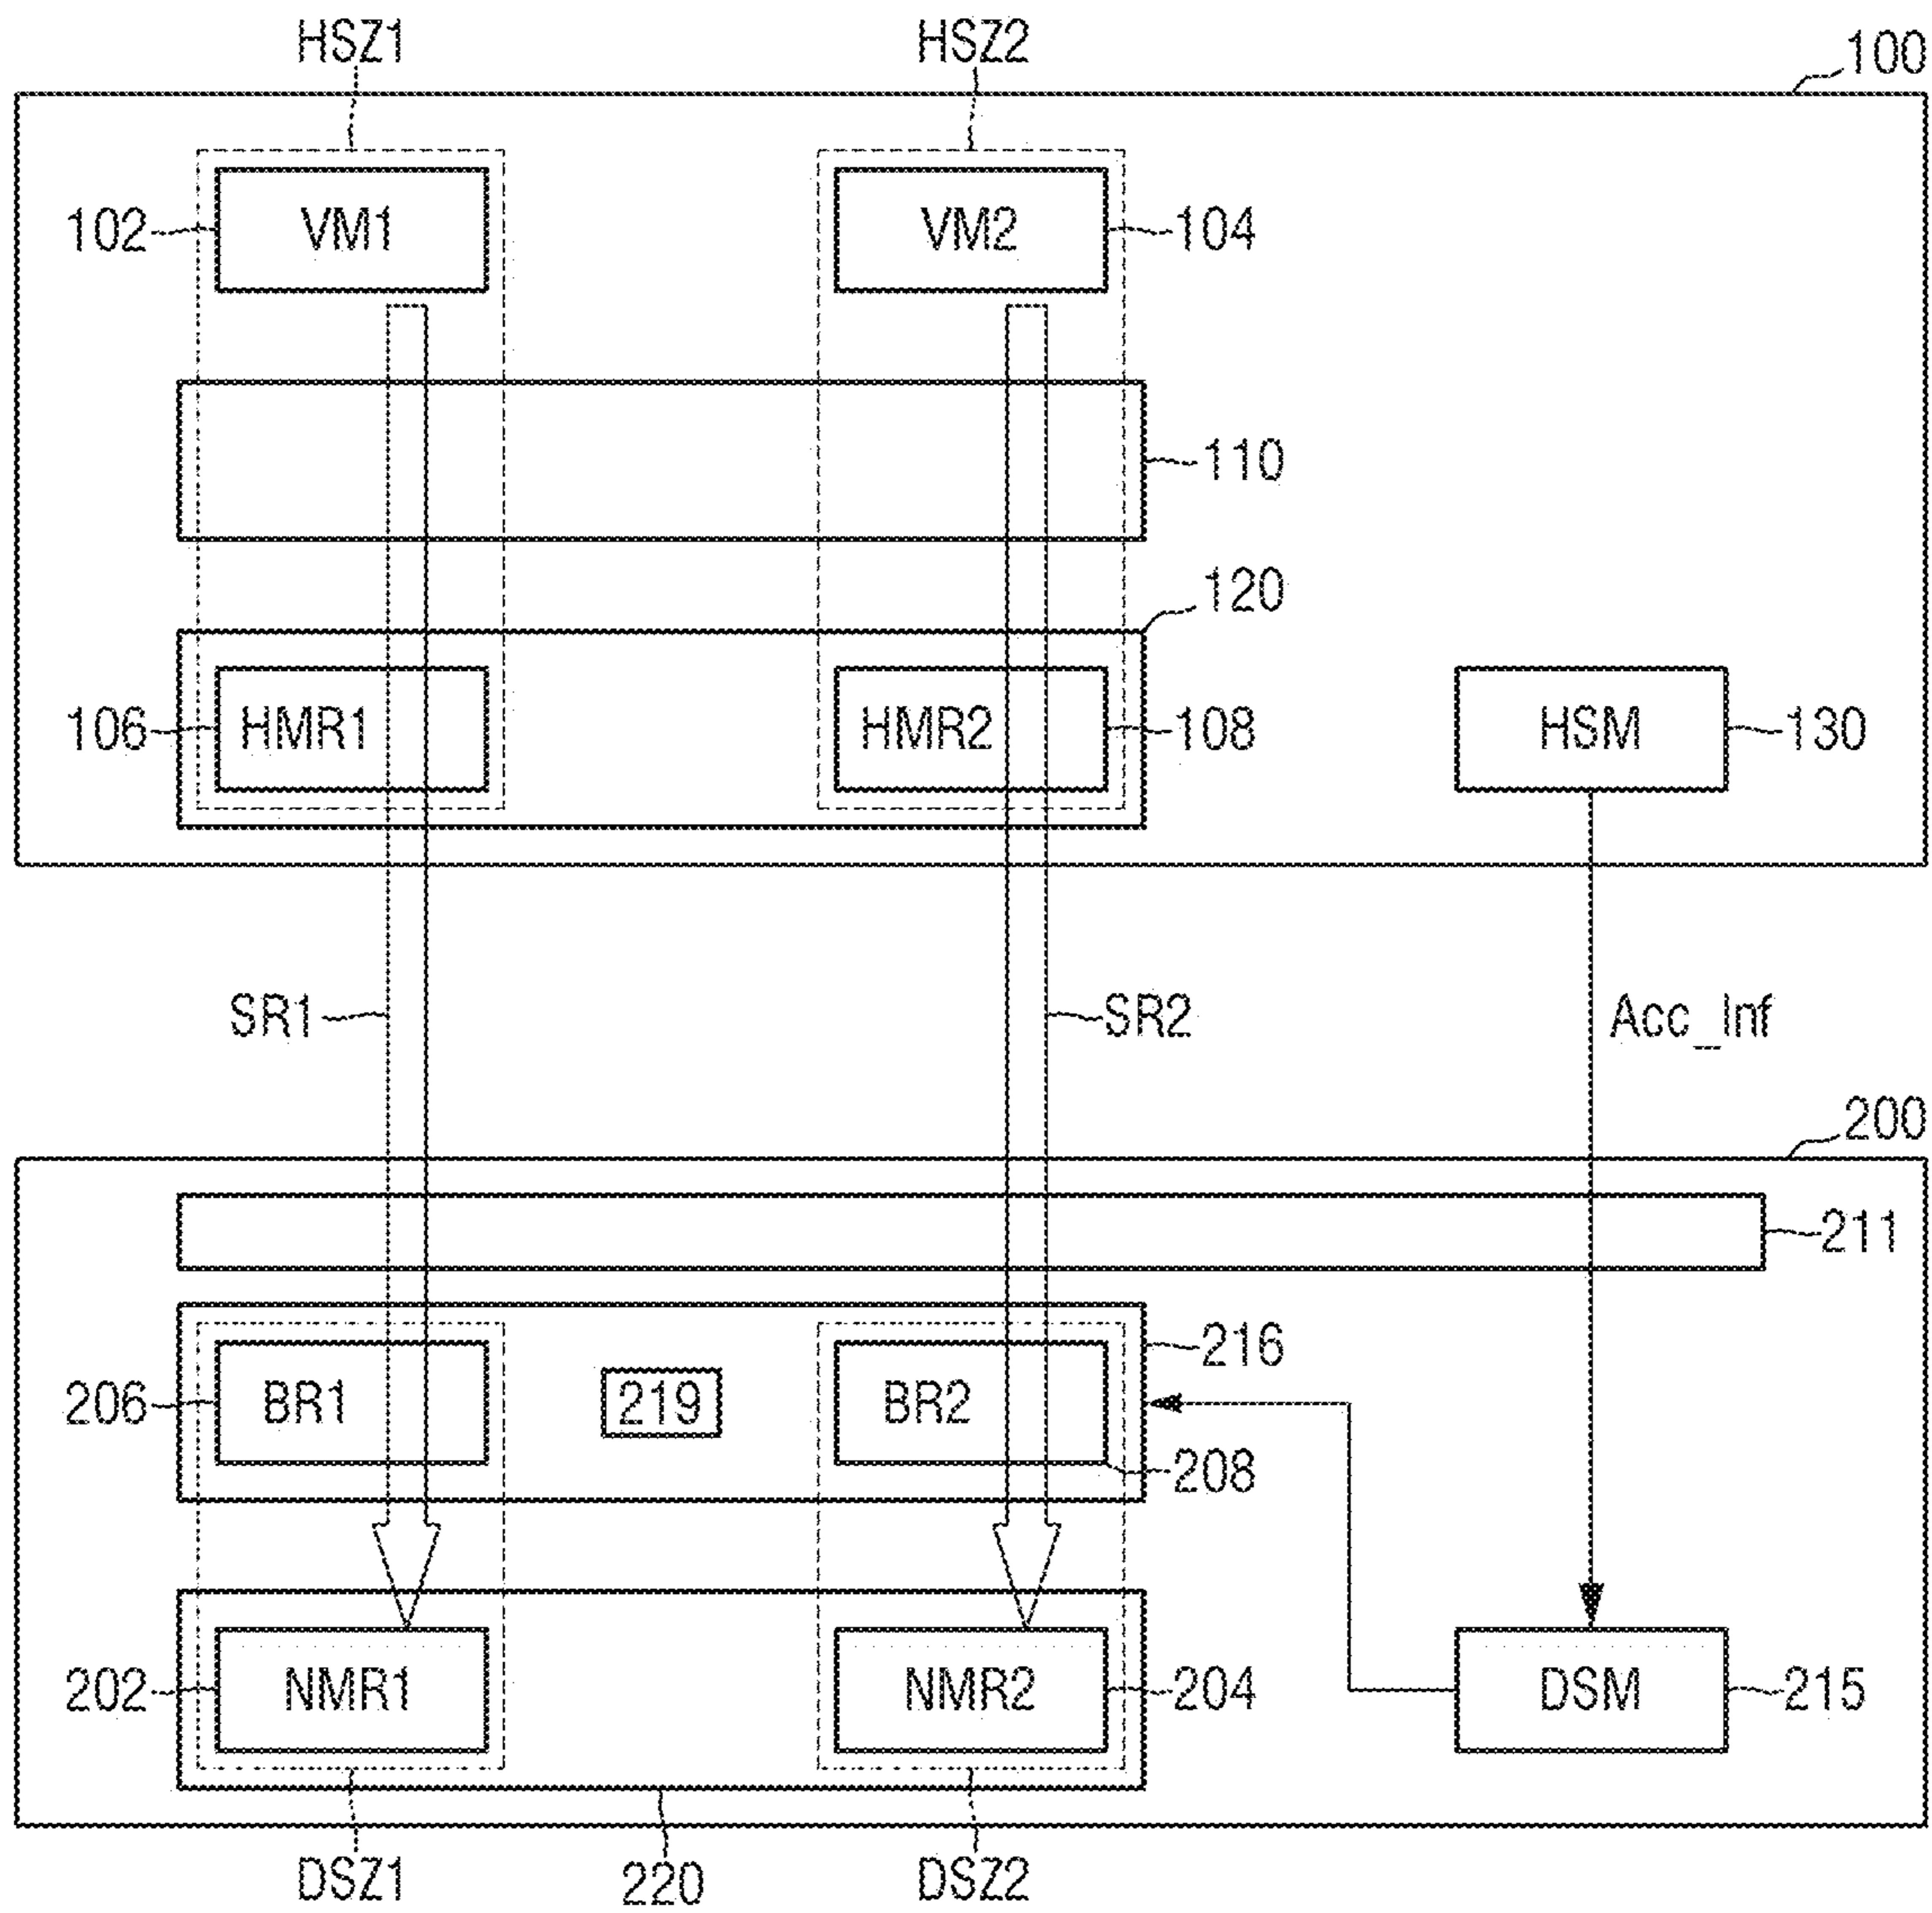 HSZ1 HSZ2
100
102 VM1 VM2 104
110
120
106 HMR1 HMR2 108 HSM 130
SR1 SR2 Acc_Inf
200
211
216
206 BR1 219 BR2
208
202 NMR1 NMR2 204 DSM 215
DSZ1 220 DSZ2